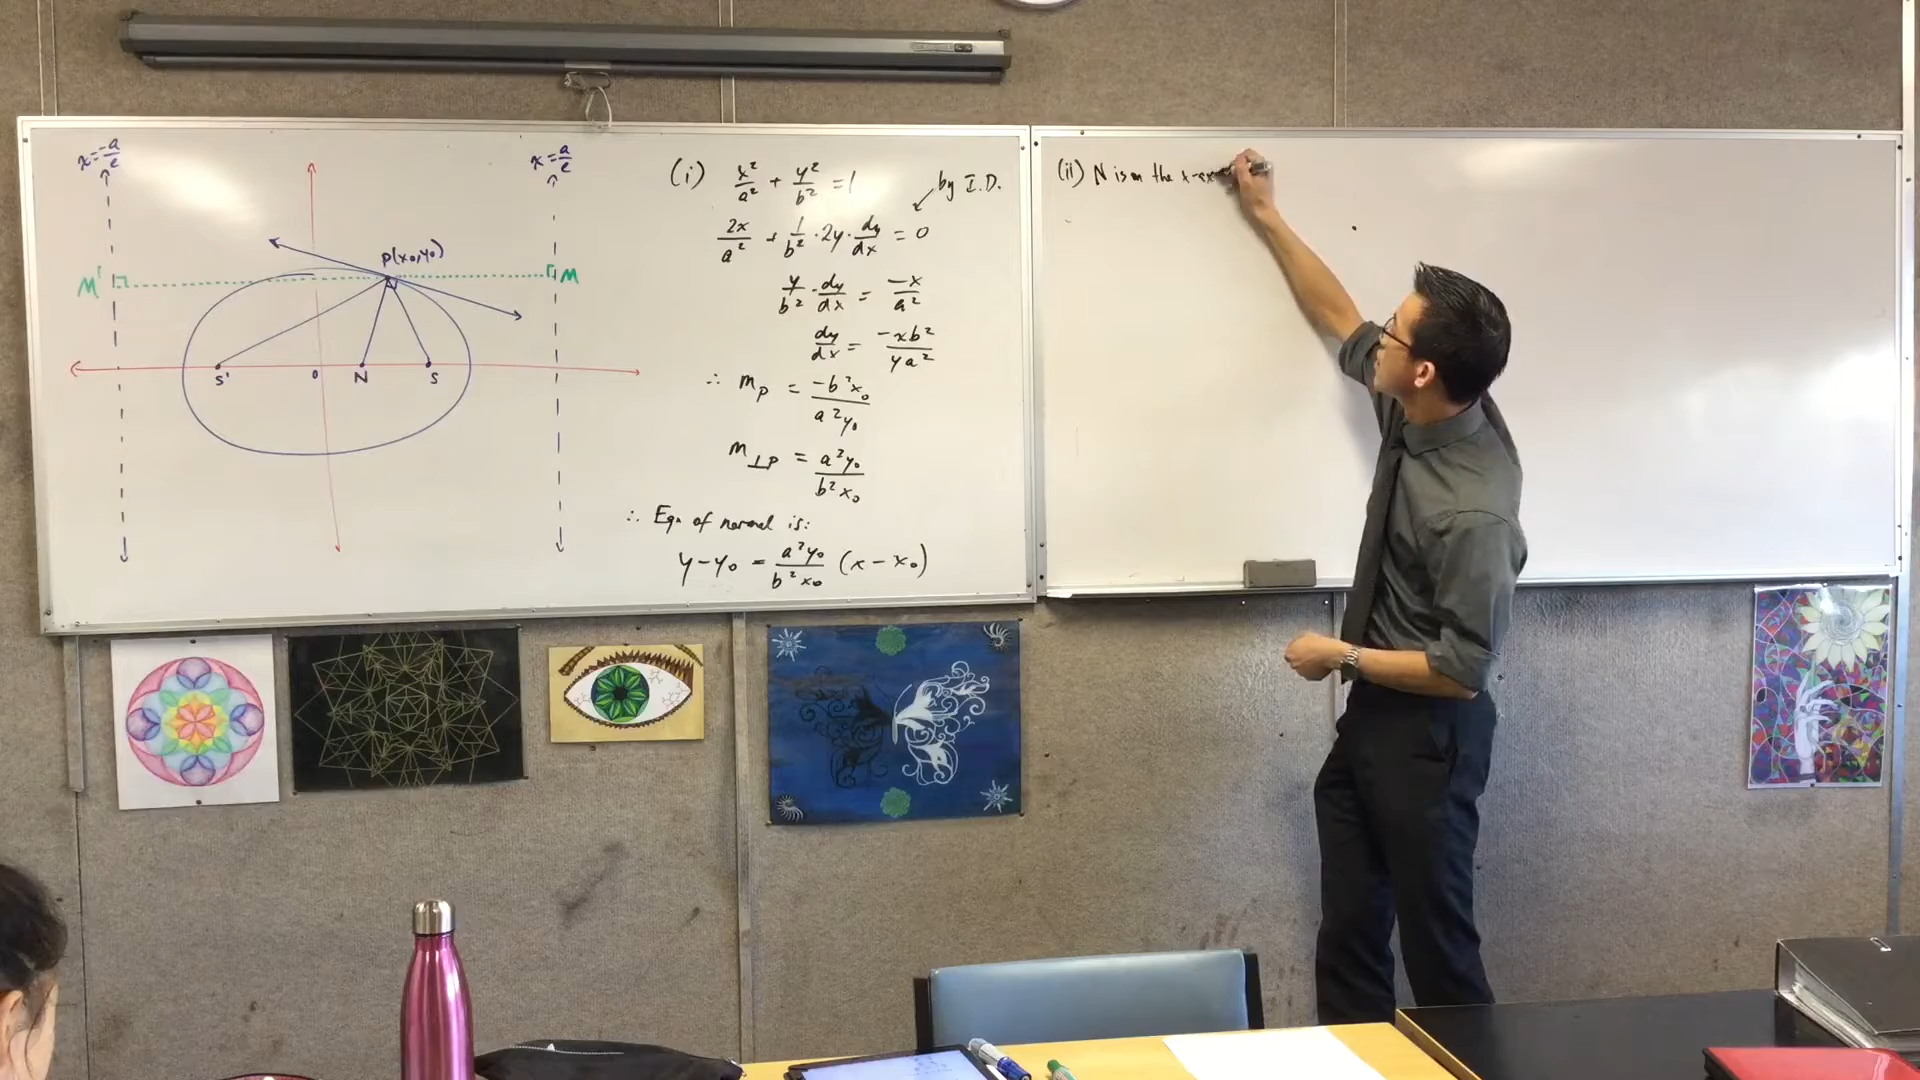 x = -a/e
x = a/e
P(x₀,y₀)
M'
M
S'
O
N
S
(i) x²/a² + y²/b² = 1
by I.D.
2x/a² + 1/b² · 2y · dy/dx = 0
y/b² · dy/dx = -x/a²
dy/dx = -xb²/ya²
∴ m_P = -b²x₀/a²y₀
m_⊥P = a²y₀/b²x₀
∴ Eqn of normal is:
y - y₀ = a²y₀/b²x₀ (x - x₀)
(ii) N is on the x-ax